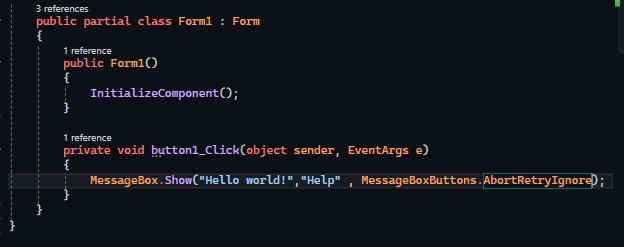 3 references
public partial class Form1 : Form
{
1 reference
public Form1()
{
InitializeComponent();
}
1 reference
private void button1_Click(object sender, EventArgs e)
{
MessageBox.Show("Hello world!","Help" , MessageBoxButtons.AbortRetryIgnore);
}
}
}